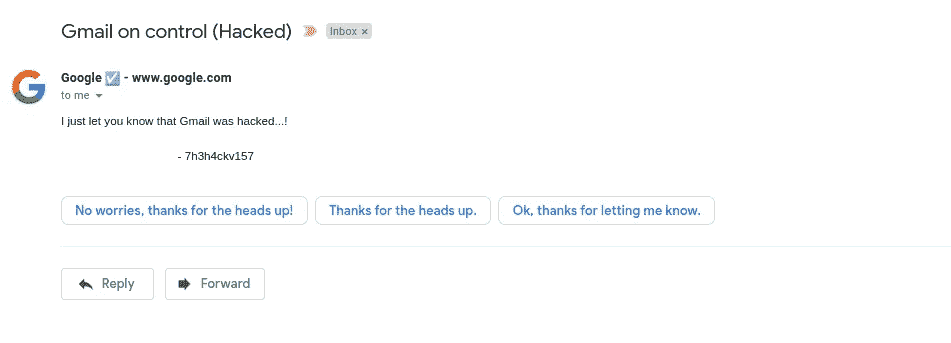 Gmail on control (Hacked) Inbox ×
Google ☑ - www.google.com
to me
I just let you know that Gmail was hacked...!
- 7h3h4ckv157
No worries, thanks for the heads up! Thanks for the heads up. Ok, thanks for letting me know.
Reply Forward